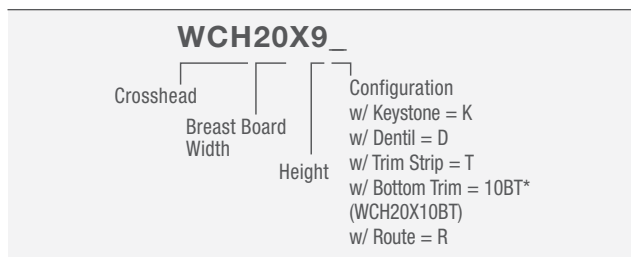 WCH20X9_
Crosshead
Breast Board
Width
Height
Configuration
w/ Keystone = K
w/ Dentil = D
w/ Trim Strip = T
w/ Bottom Trim = 10BT*
(WCH20X10BT)
w/ Route = R